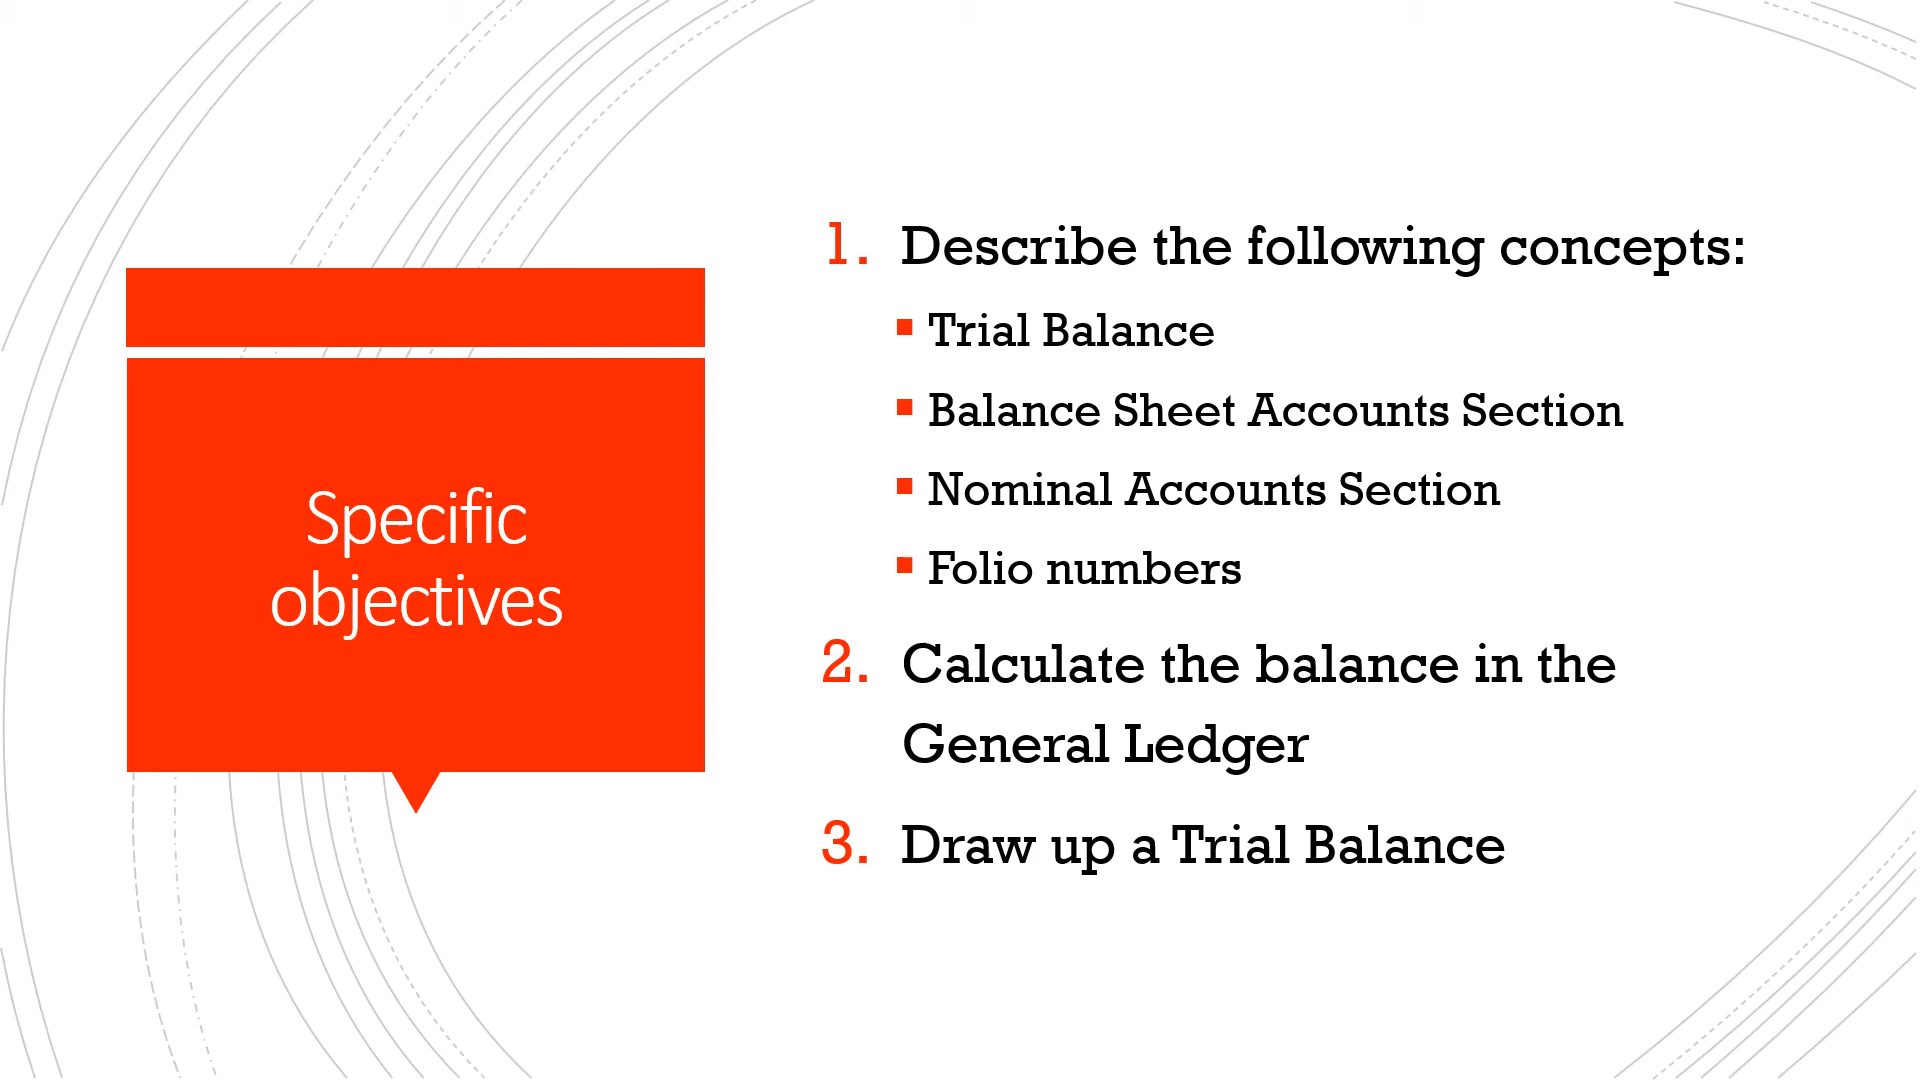 Specific
objectives
1. Describe the following concepts:
▪ Trial Balance
▪ Balance Sheet Accounts Section
▪ Nominal Accounts Section
▪ Folio numbers
2. Calculate the balance in the
General Ledger
3. Draw up a Trial Balance